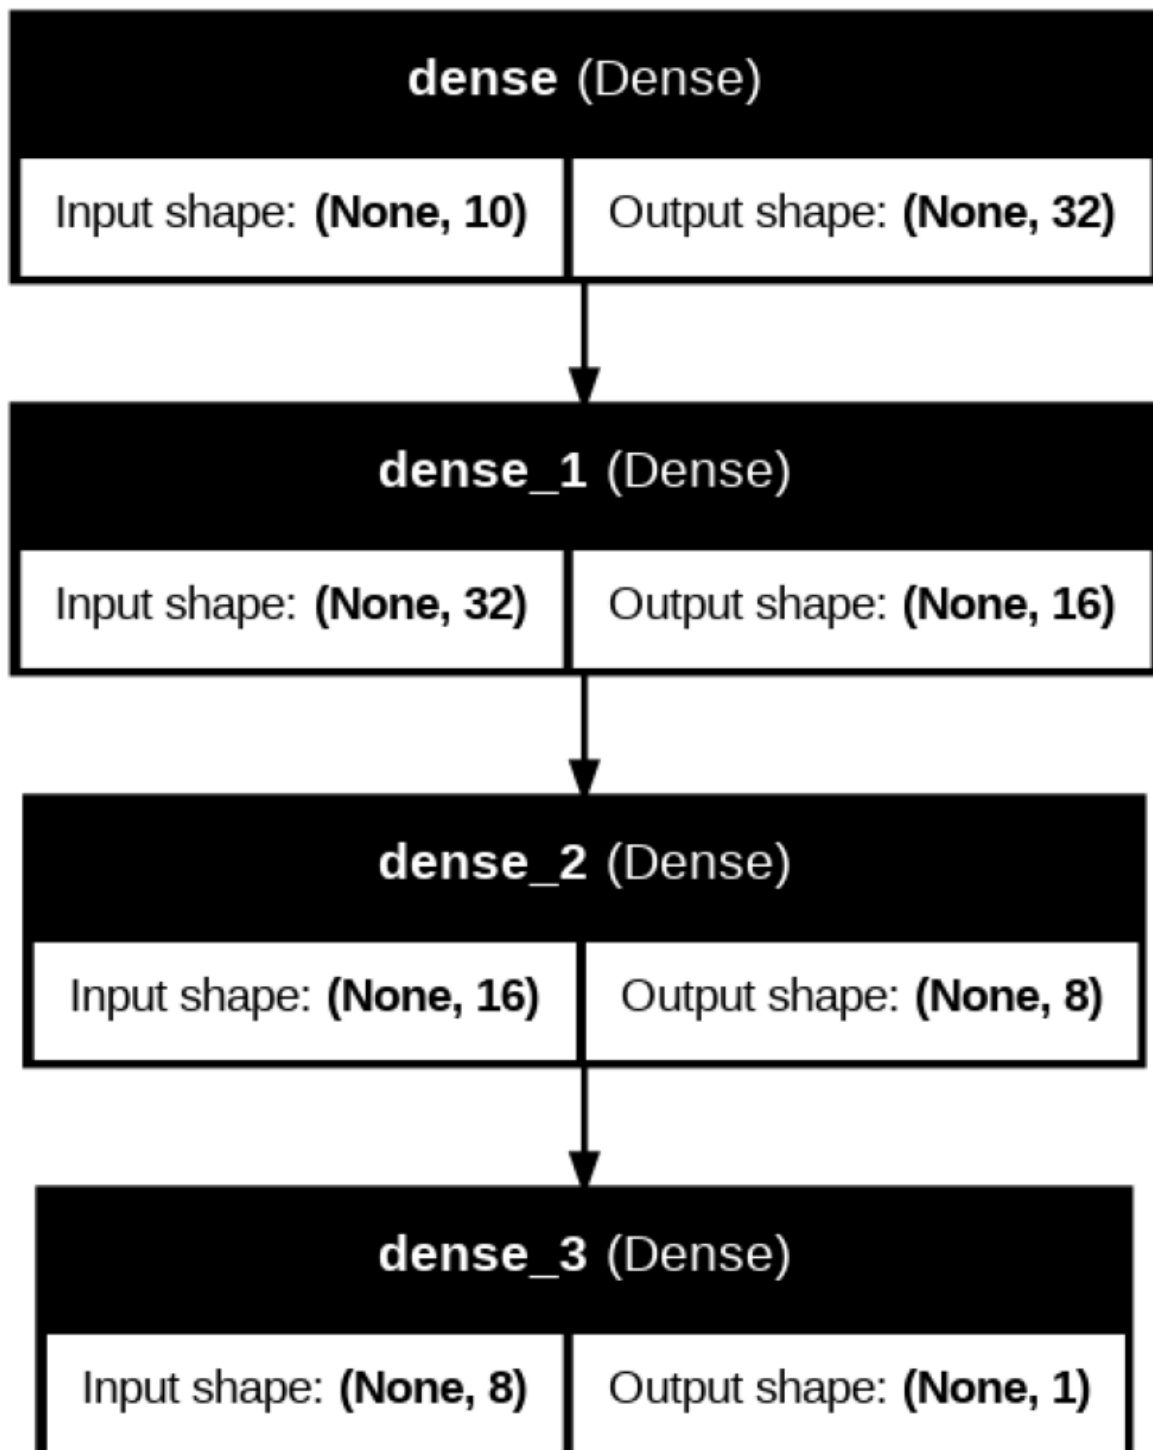 dense (Dense)
Input shape: (None, 10) Output shape: (None, 32)
dense_1 (Dense)
Input shape: (None, 32) Output shape: (None, 16)
dense_2 (Dense)
Input shape: (None, 16) Output shape: (None, 8)
dense_3 (Dense)
Input shape: (None, 8) Output shape: (None, 1)